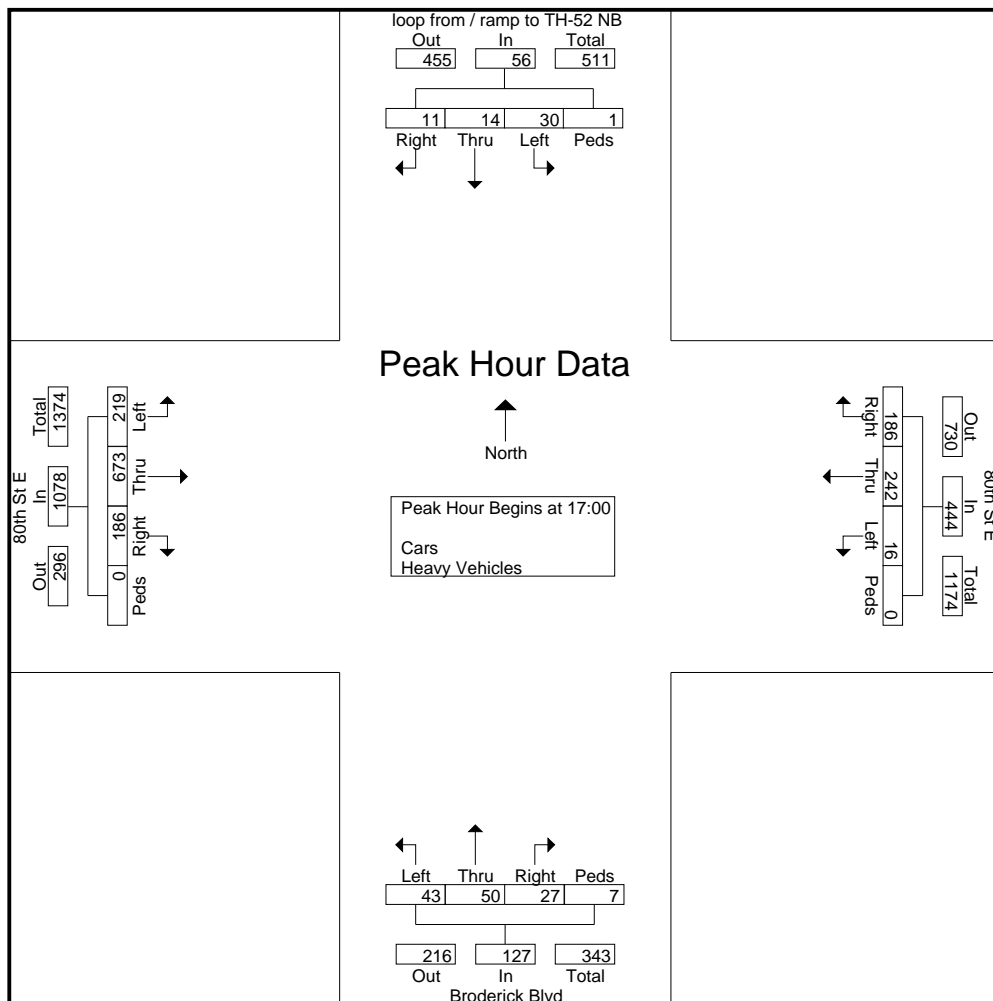 loop from / ramp to TH-52 NB
Out In Total
455 56 511
11 14 30 1
Right Thru Left Peds
Peak Hour Data
North
Peak Hour Begins at 17:00
Cars
Heavy Vehicles
80th St E
Total In Out
1374 1078 296
219 673 186 0
Left Thru Right Peds
Right Thru Left Peds
186 242 16 0
Out In Total
730 444 1174
80th St E
Left Thru Right Peds
43 50 27 7
216 127 343
Out In Total
Broderick Blvd